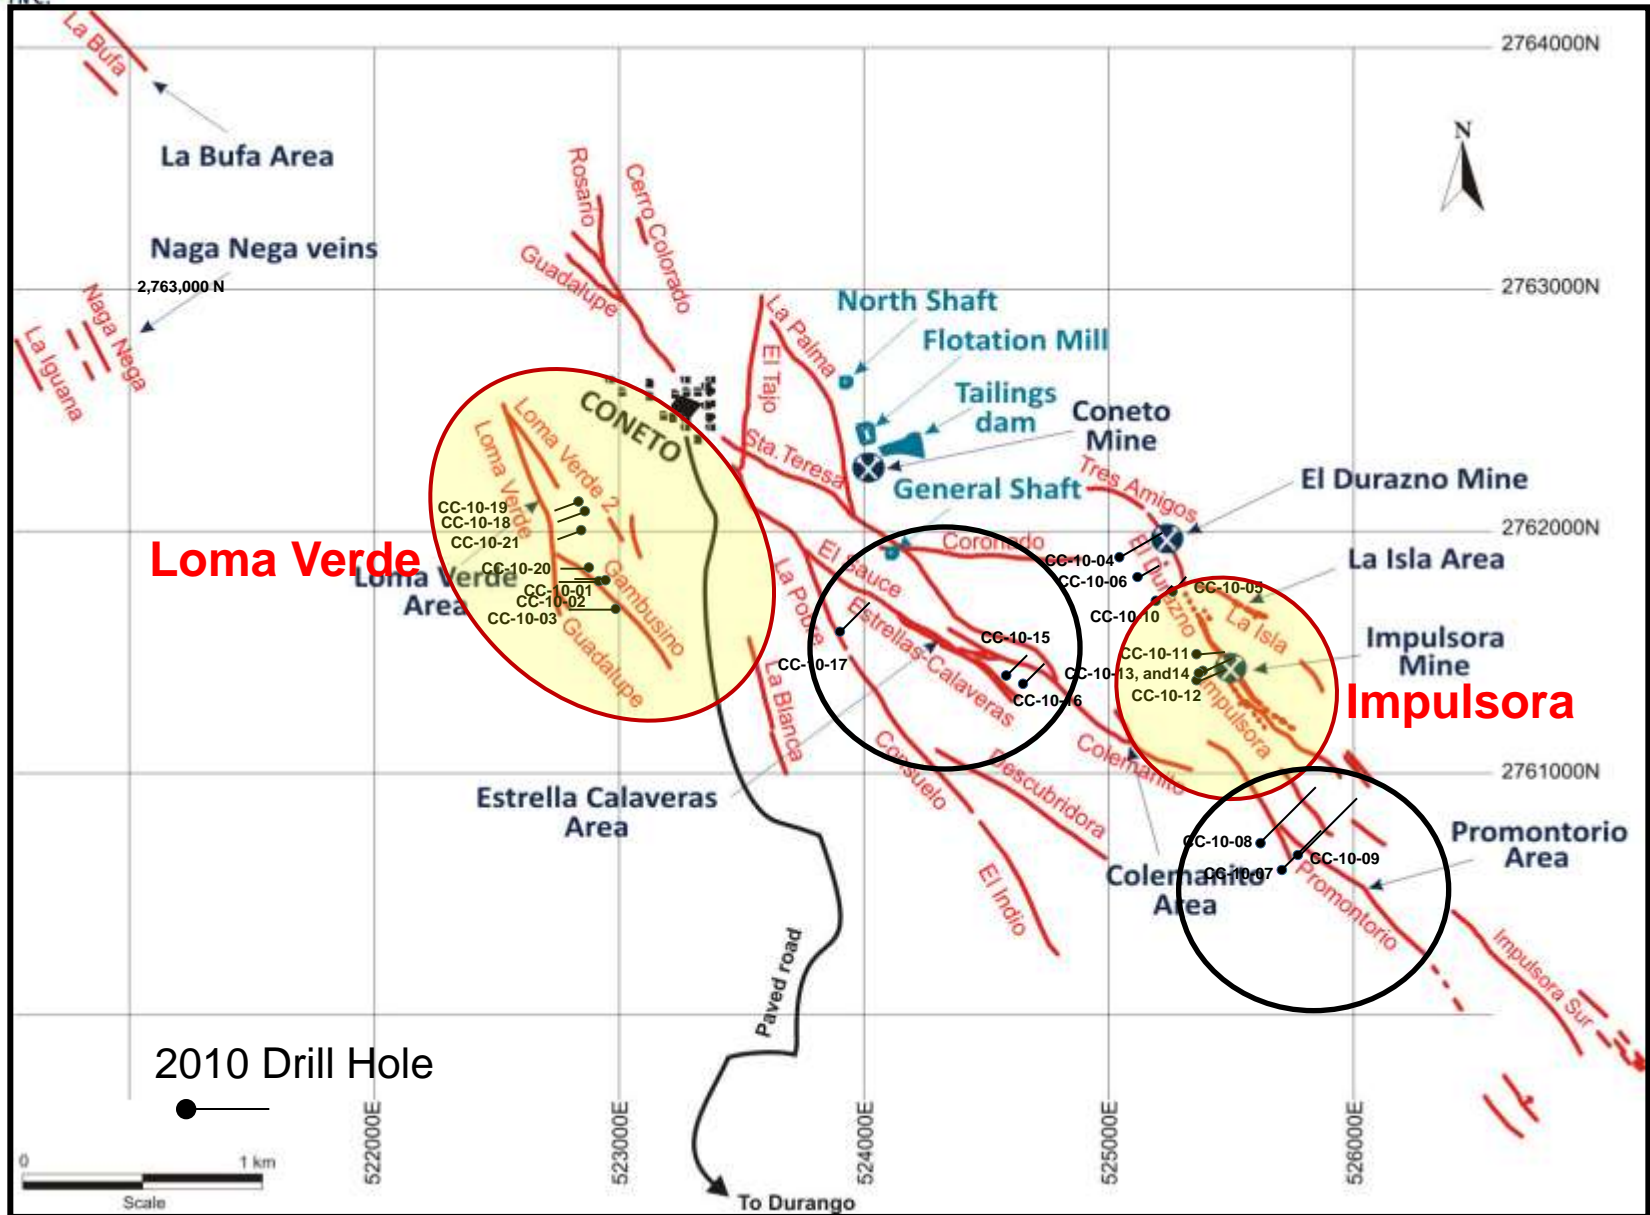 La Bufa
2764000N
La Bufa Area
N
Rosario
Cerro Colorado
Naga Nega veins
Guadalupe
2,763,000 N
2763000N
Naga Nega
La Iguana
North Shaft
La Palma
Flotation Mill
El Tajo
Tailings
dam
Coneto
Mine
CONETO
Loma Verde 2
Loma Verde
Sta. Teresa
General Shaft
Tres Amigos
El Durazno Mine
CC-10-19
CC-10-18
CC-10-21
2762000N
Coronado
El Sauce
El Durazno
CC-10-04
CC-10-06
La Isla Area
Loma Verde
Loma Verde
Area
CC-10-20
CC-10-01
CC-10-02
CC-10-03
Gambusino
Guadalupe
La Pobre
Estrellas-Calaveras
CC-10-05
CC-10-10
La Isla
Impulsora
Mine
CC-10-15
CC-10-17
CC-10-16
CC-10-11
CC-10-13, and14
CC-10-12
Impulsora
Impulsora
La Blanca
Consuelo
Descubridora
Colemanito
2761000N
Estrella Calaveras
Area
CC-10-08
CC-10-09
CC-10-07
Promontorio
Area
Colemanito
Area
El Indio
Promontorio
Impulsora Sur
Paved road
2010 Drill Hole
522000E
523000E
524000E
525000E
526000E
0
1 km
Scale
To Durango